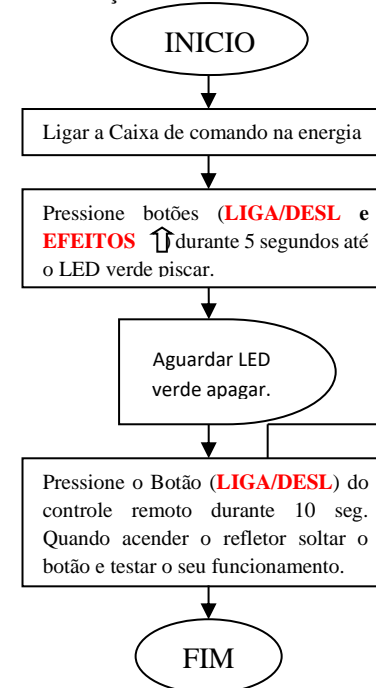 INICIO
Ligar a Caixa de comando na energia
Pressione botões (LIGA/DESL e
EFEITOS ⇧) durante 5 segundos até
o LED verde piscar.
Aguardar LED
verde apagar.
Pressione o Botão (LIGA/DESL) do
controle remoto durante 10 seg.
Quando acender o refletor soltar o
botão e testar o seu funcionamento.
FIM